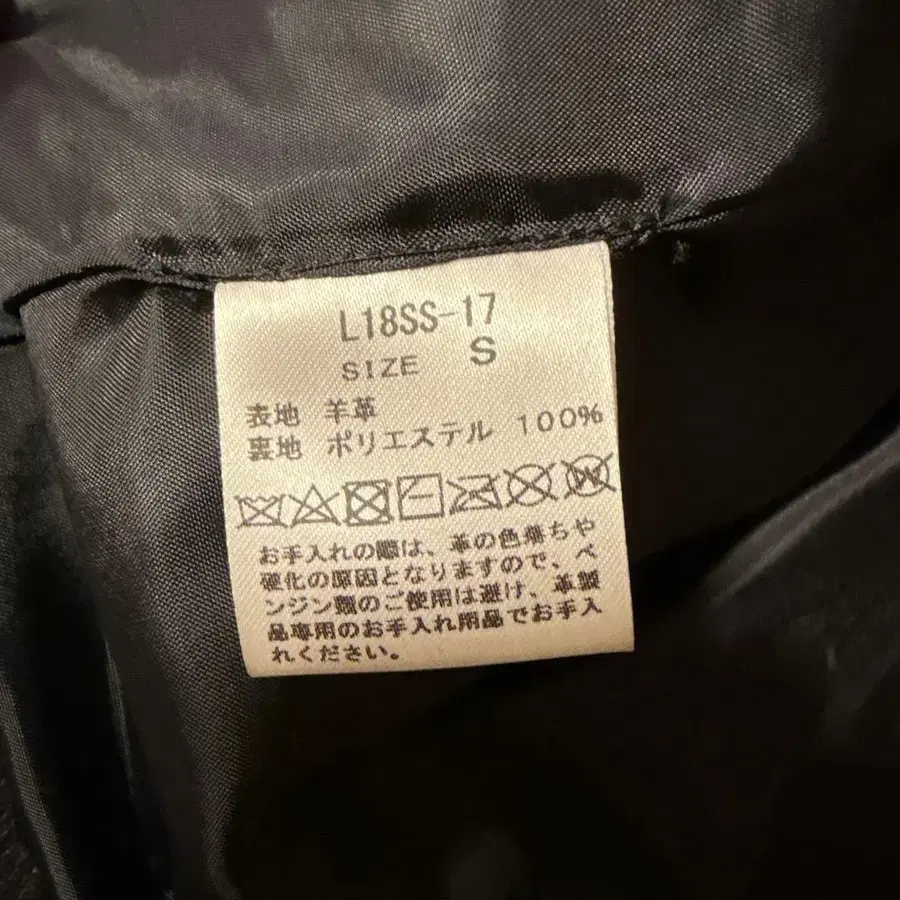 L18SS-17
SIZE S
表地 羊革
裏地 ポリエステル 100%
お手入れの際は、革の色落ちや
硬化の原因となりますので、ベ
ンジン類のご使用は避け、革製
品専用のお手入れ用品でお手入
れください。